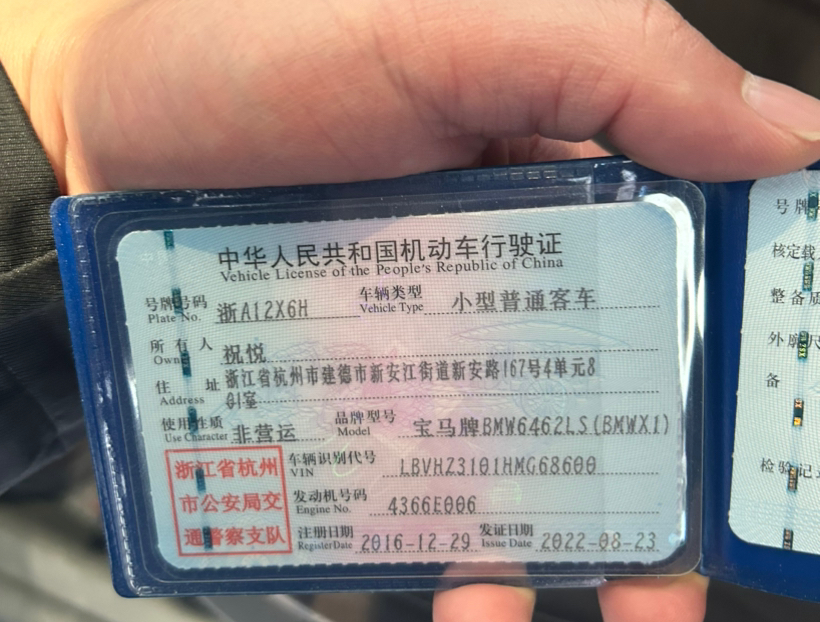 中华人民共和国机动车行驶证
Vehicle License of the People's Republic of China
号牌号码 浙A12X6H 车辆类型 小型普通客车
Plate No. Vehicle Type
所有人 祝悦
Owner
住址 浙江省杭州市建德市新安江街道新安路167号4单元8
Address 01室
使用性质 非营运 品牌型号 宝马牌BMW6462LS(BMWX1)
Use Character Model
浙江省杭州
市公安局交
通警察支队
车辆识别代号 LBVHZ3101HMG68600
VIN
发动机号码 4366E006
Engine No.
注册日期 2016-12-29 发证日期 2022-08-23
Register Date Issue Date
号牌
核定载
整备质
外廓尺
备
检验记